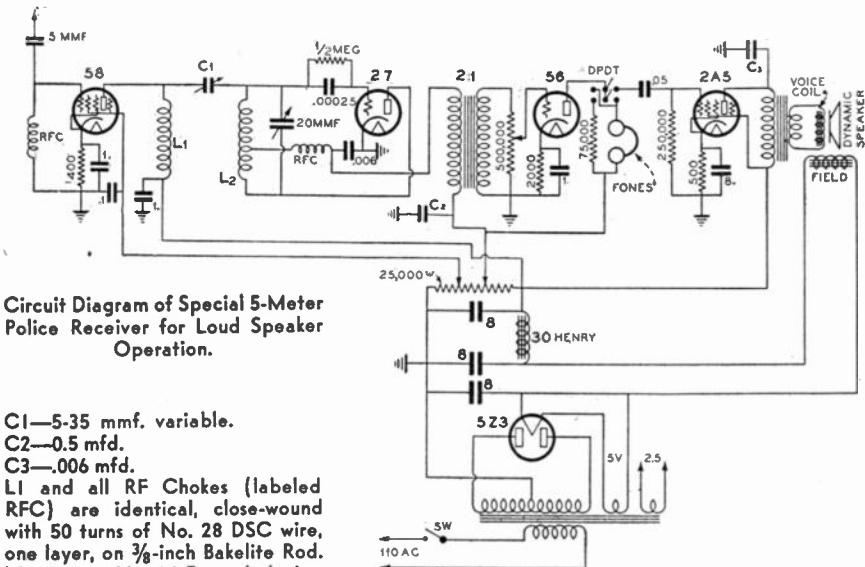 5 MMF
58
C1
1/2 MEG
27
2:1
56
DPDT
.05
2A5
C3
VOICE
COIL
DYNAMIC
SPEAKER
.00025
RFC
20MMF
L1
RFC
.006
L2
500,000
75,000
250,000
1400
1.
.1
1.
2000
1.
FONES
500
8.
FIELD
C2
25,000 w
8
30 HENRY
8
8
5Z3
5V
2.5
SW
110 AC
Circuit Diagram of Special 5-Meter
Police Receiver for Loud Speaker
Operation.
C1—5-35 mmf. variable.
C2—0.5 mfd.
C3—.006 mfd.
L1 and all RF Chokes (labeled
RFC) are identical, close-wound
with 50 turns of No. 28 DSC wire,
one layer, on 3/8-inch Bakelite Rod.